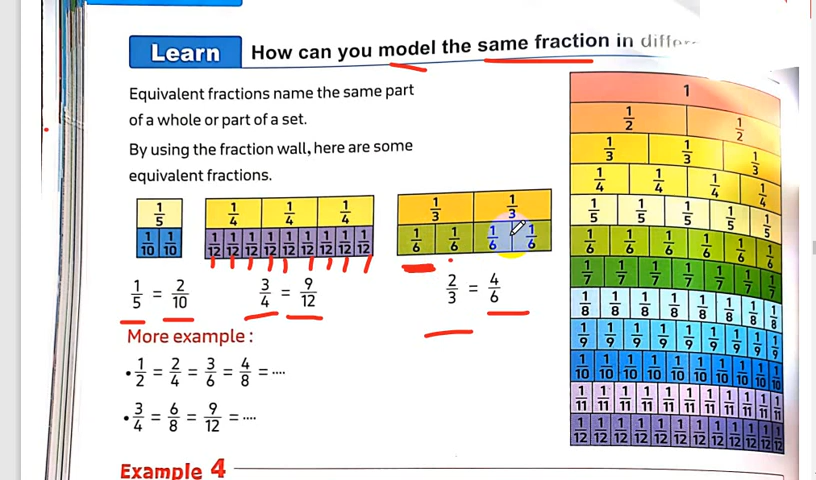 Learn How can you model the same fraction in differ
Equivalent fractions name the same part
of a whole or part of a set.
By using the fraction wall, here are some
equivalent fractions.
1/5
1/10 1/10
1/4 1/4 1/4
1/12 1/12 1/12 1/12 1/12 1/12 1/12 1/12 1/12
1/3 1/3
1/6 1/6 1/6 1/6
1/5 = 2/10
3/4 = 9/12
2/3 = 4/6
More example :
• 1/2 = 2/4 = 3/6 = 4/8 = ....
• 3/4 = 6/8 = 9/12 = ....
Example 4
1
1/2 1/2
1/3 1/3 1/3
1/4 1/4 1/4 1/4
1/5 1/5 1/5 1/5 1/5
1/6 1/6 1/6 1/6 1/6 1/6
1/7 1/7 1/7 1/7 1/7 1/7 1/7
1/8 1/8 1/8 1/8 1/8 1/8 1/8 1/8
1/9 1/9 1/9 1/9 1/9 1/9 1/9 1/9 1/9
1/10 1/10 1/10 1/10 1/10 1/10 1/10 1/10 1/10 1/10
1/11 1/11 1/11 1/11 1/11 1/11 1/11 1/11 1/11 1/11 1/11
1/12 1/12 1/12 1/12 1/12 1/12 1/12 1/12 1/12 1/12 1/12 1/12